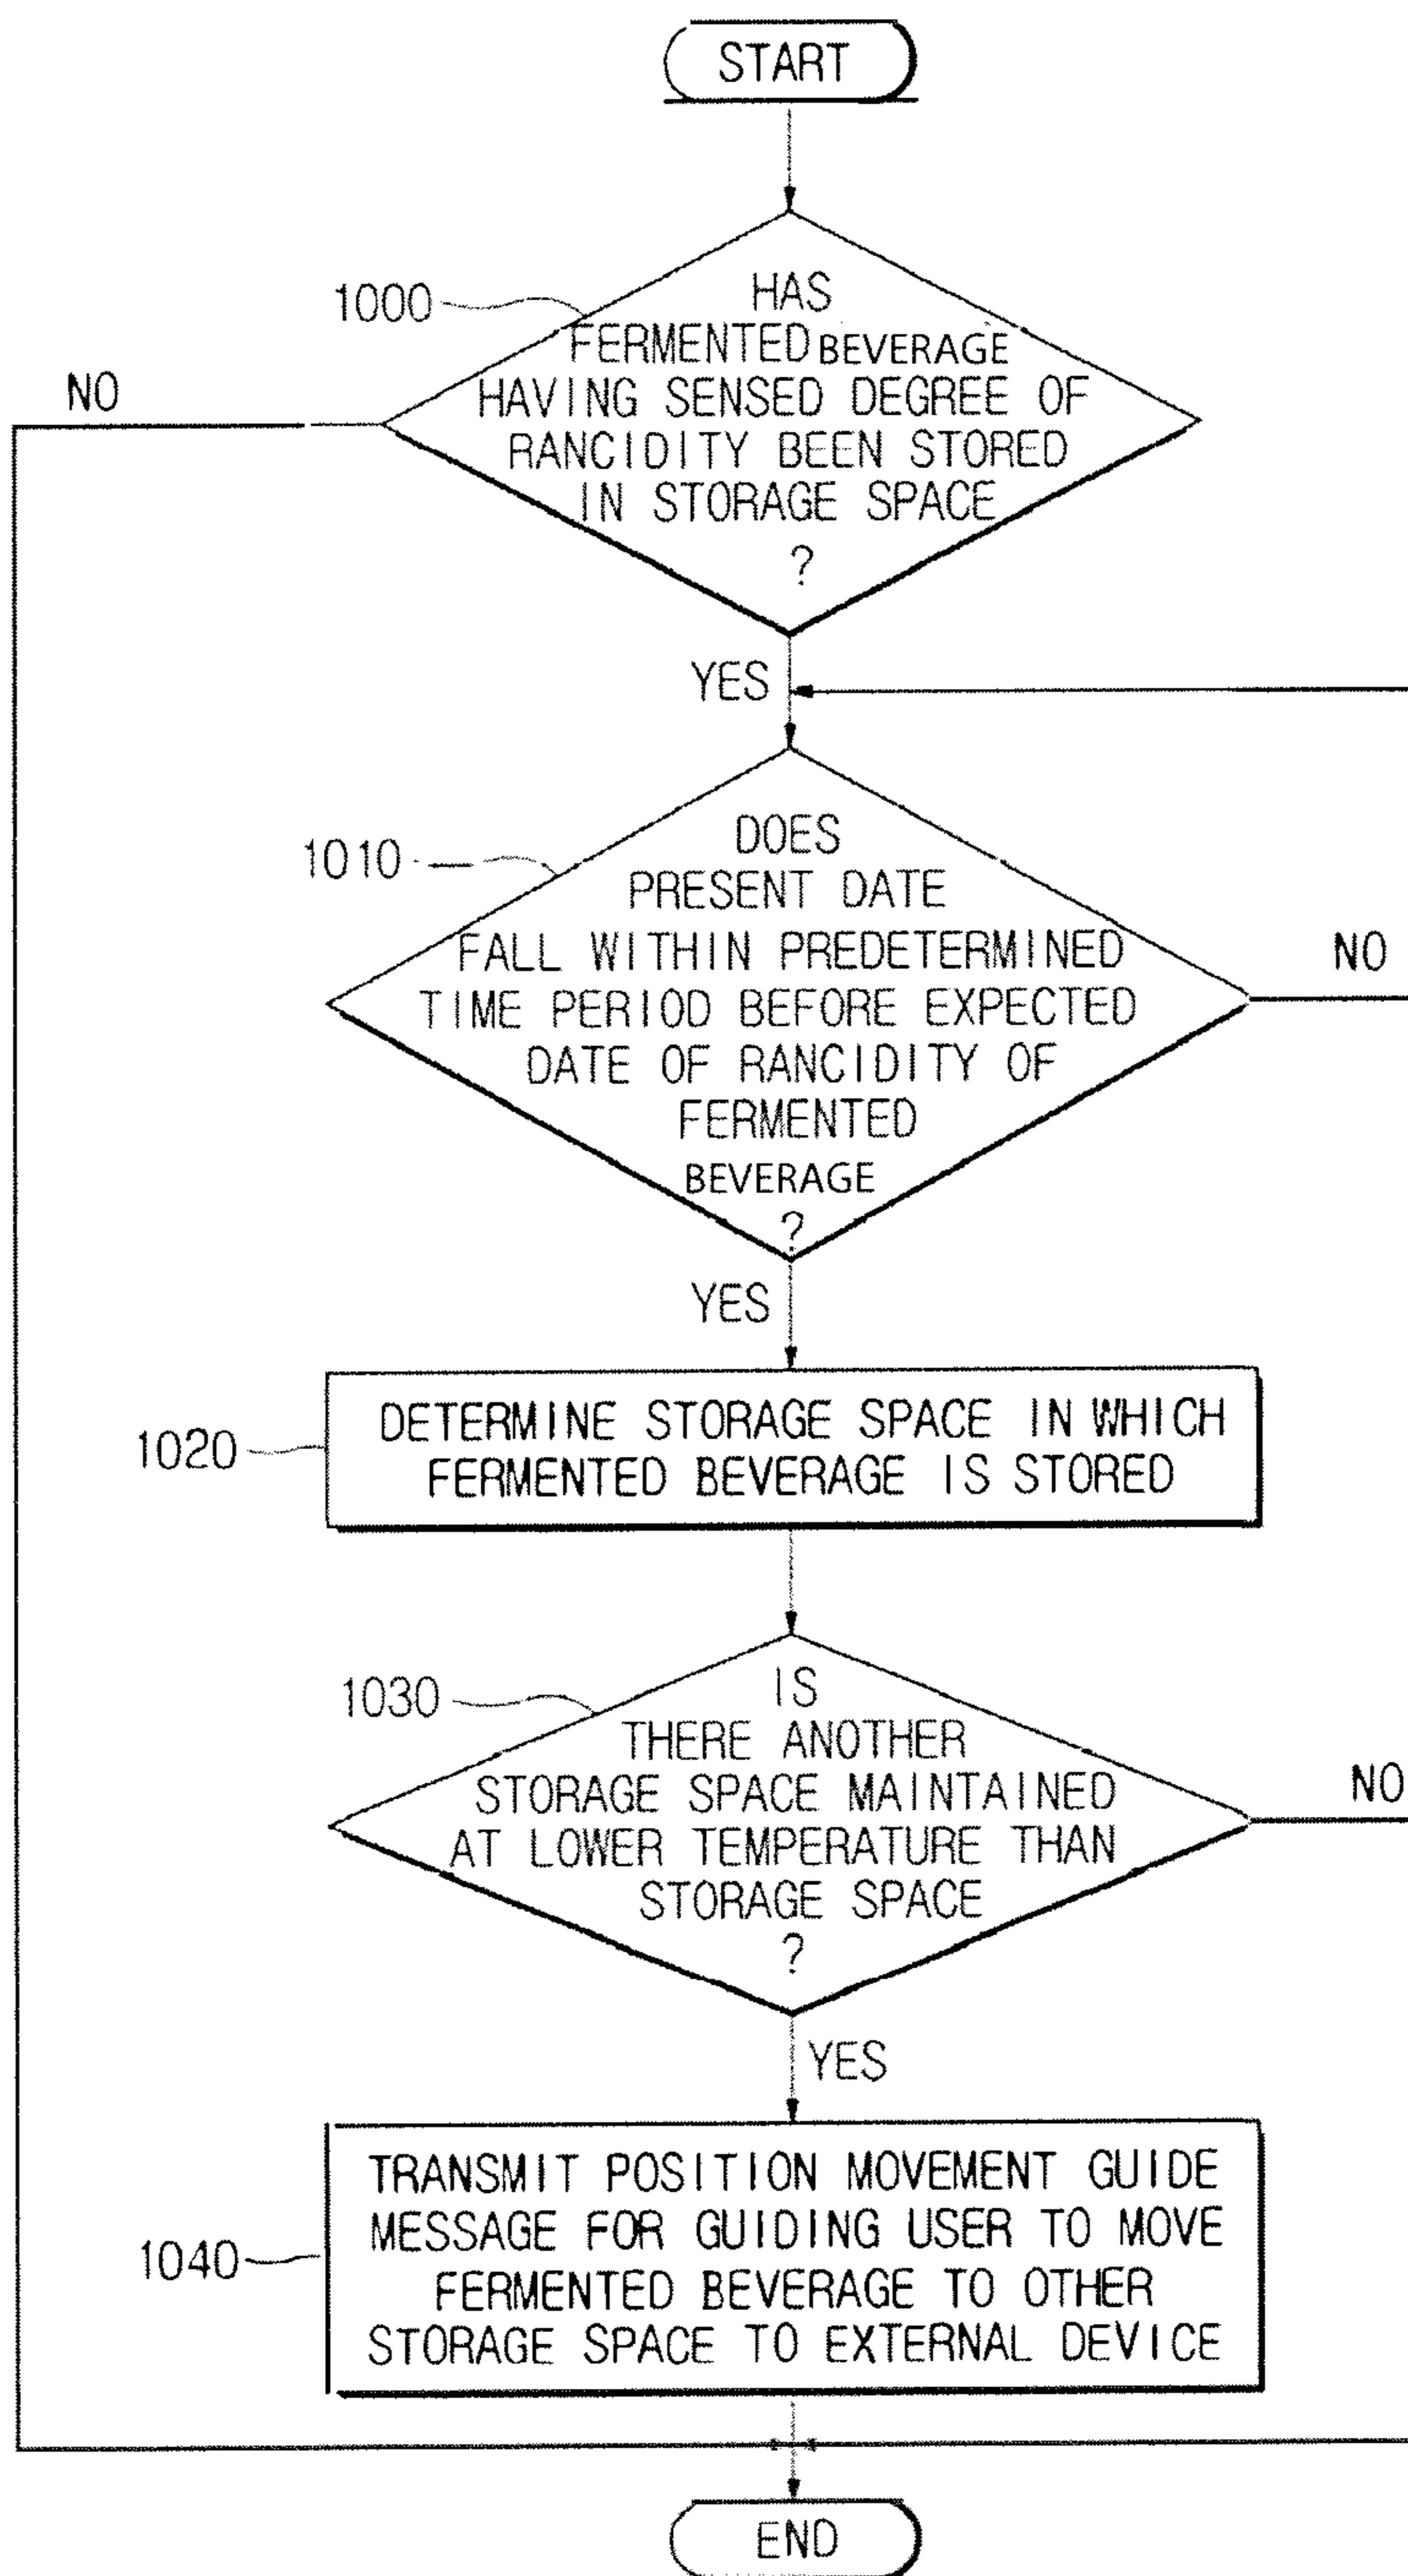 START
1000
HAS
FERMENTED BEVERAGE
HAVING SENSED DEGREE OF
RANCIDITY BEEN STORED
IN STORAGE SPACE
?
NO
YES
1010
DOES
PRESENT DATE
FALL WITHIN PREDETERMINED
TIME PERIOD BEFORE EXPECTED
DATE OF RANCIDITY OF
FERMENTED
BEVERAGE
?
NO
YES
1020
DETERMINE STORAGE SPACE IN WHICH
FERMENTED BEVERAGE IS STORED
1030
IS
THERE ANOTHER
STORAGE SPACE MAINTAINED
AT LOWER TEMPERATURE THAN
STORAGE SPACE
?
NO
YES
1040
TRANSMIT POSITION MOVEMENT GUIDE
MESSAGE FOR GUIDING USER TO MOVE
FERMENTED BEVERAGE TO OTHER
STORAGE SPACE TO EXTERNAL DEVICE
END